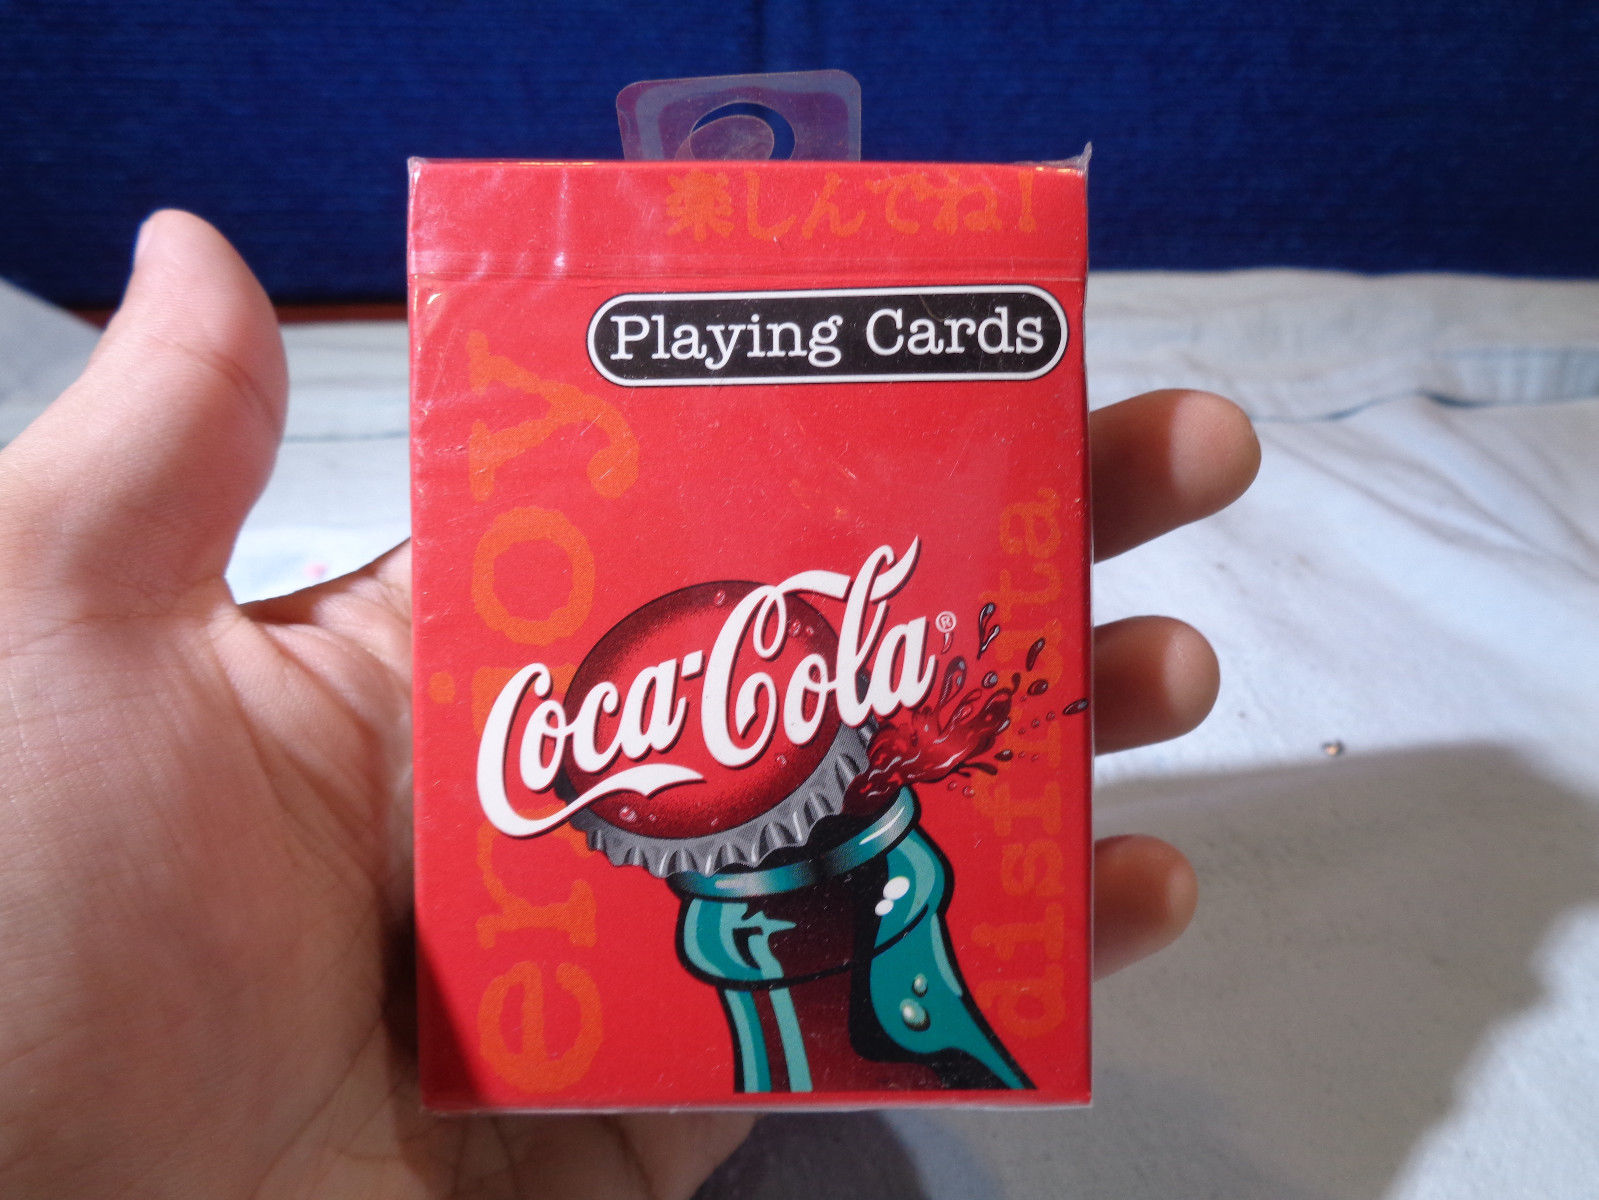 楽しんでね!
Playing Cards
enjoy
Coca-Cola®
disfruta